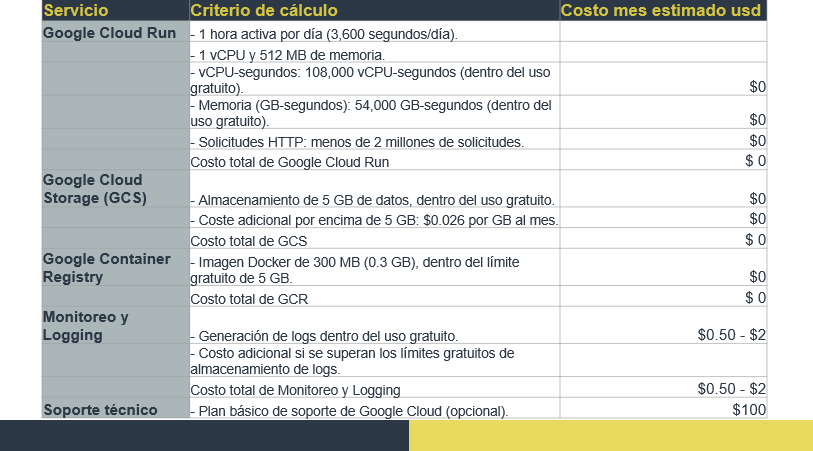 Servicio Criterio de cálculo Costo mes estimado usd
Google Cloud Run - 1 hora activa por día (3,600 segundos/día).
- 1 vCPU y 512 MB de memoria.
- vCPU-segundos: 108,000 vCPU-segundos (dentro del uso
gratuito). $0
- Memoria (GB-segundos): 54,000 GB-segundos (dentro del
uso gratuito). $0
- Solicitudes HTTP: menos de 2 millones de solicitudes. $0
Costo total de Google Cloud Run $ 0
Google Cloud
Storage (GCS) - Almacenamiento de 5 GB de datos, dentro del uso gratuito. $0
- Coste adicional por encima de 5 GB: $0.026 por GB al mes. $0
Costo total de GCS $ 0
Google Container - Imagen Docker de 300 MB (0.3 GB), dentro del límite
Registry gratuito de 5 GB. $0
Costo total de GCR $ 0
Monitoreo y
Logging - Generación de logs dentro del uso gratuito. $0.50 - $2
- Costo adicional si se superan los límites gratuitos de
almacenamiento de logs.
Costo total de Monitoreo y Logging $0.50 - $2
Soporte técnico - Plan básico de soporte de Google Cloud (opcional). $100